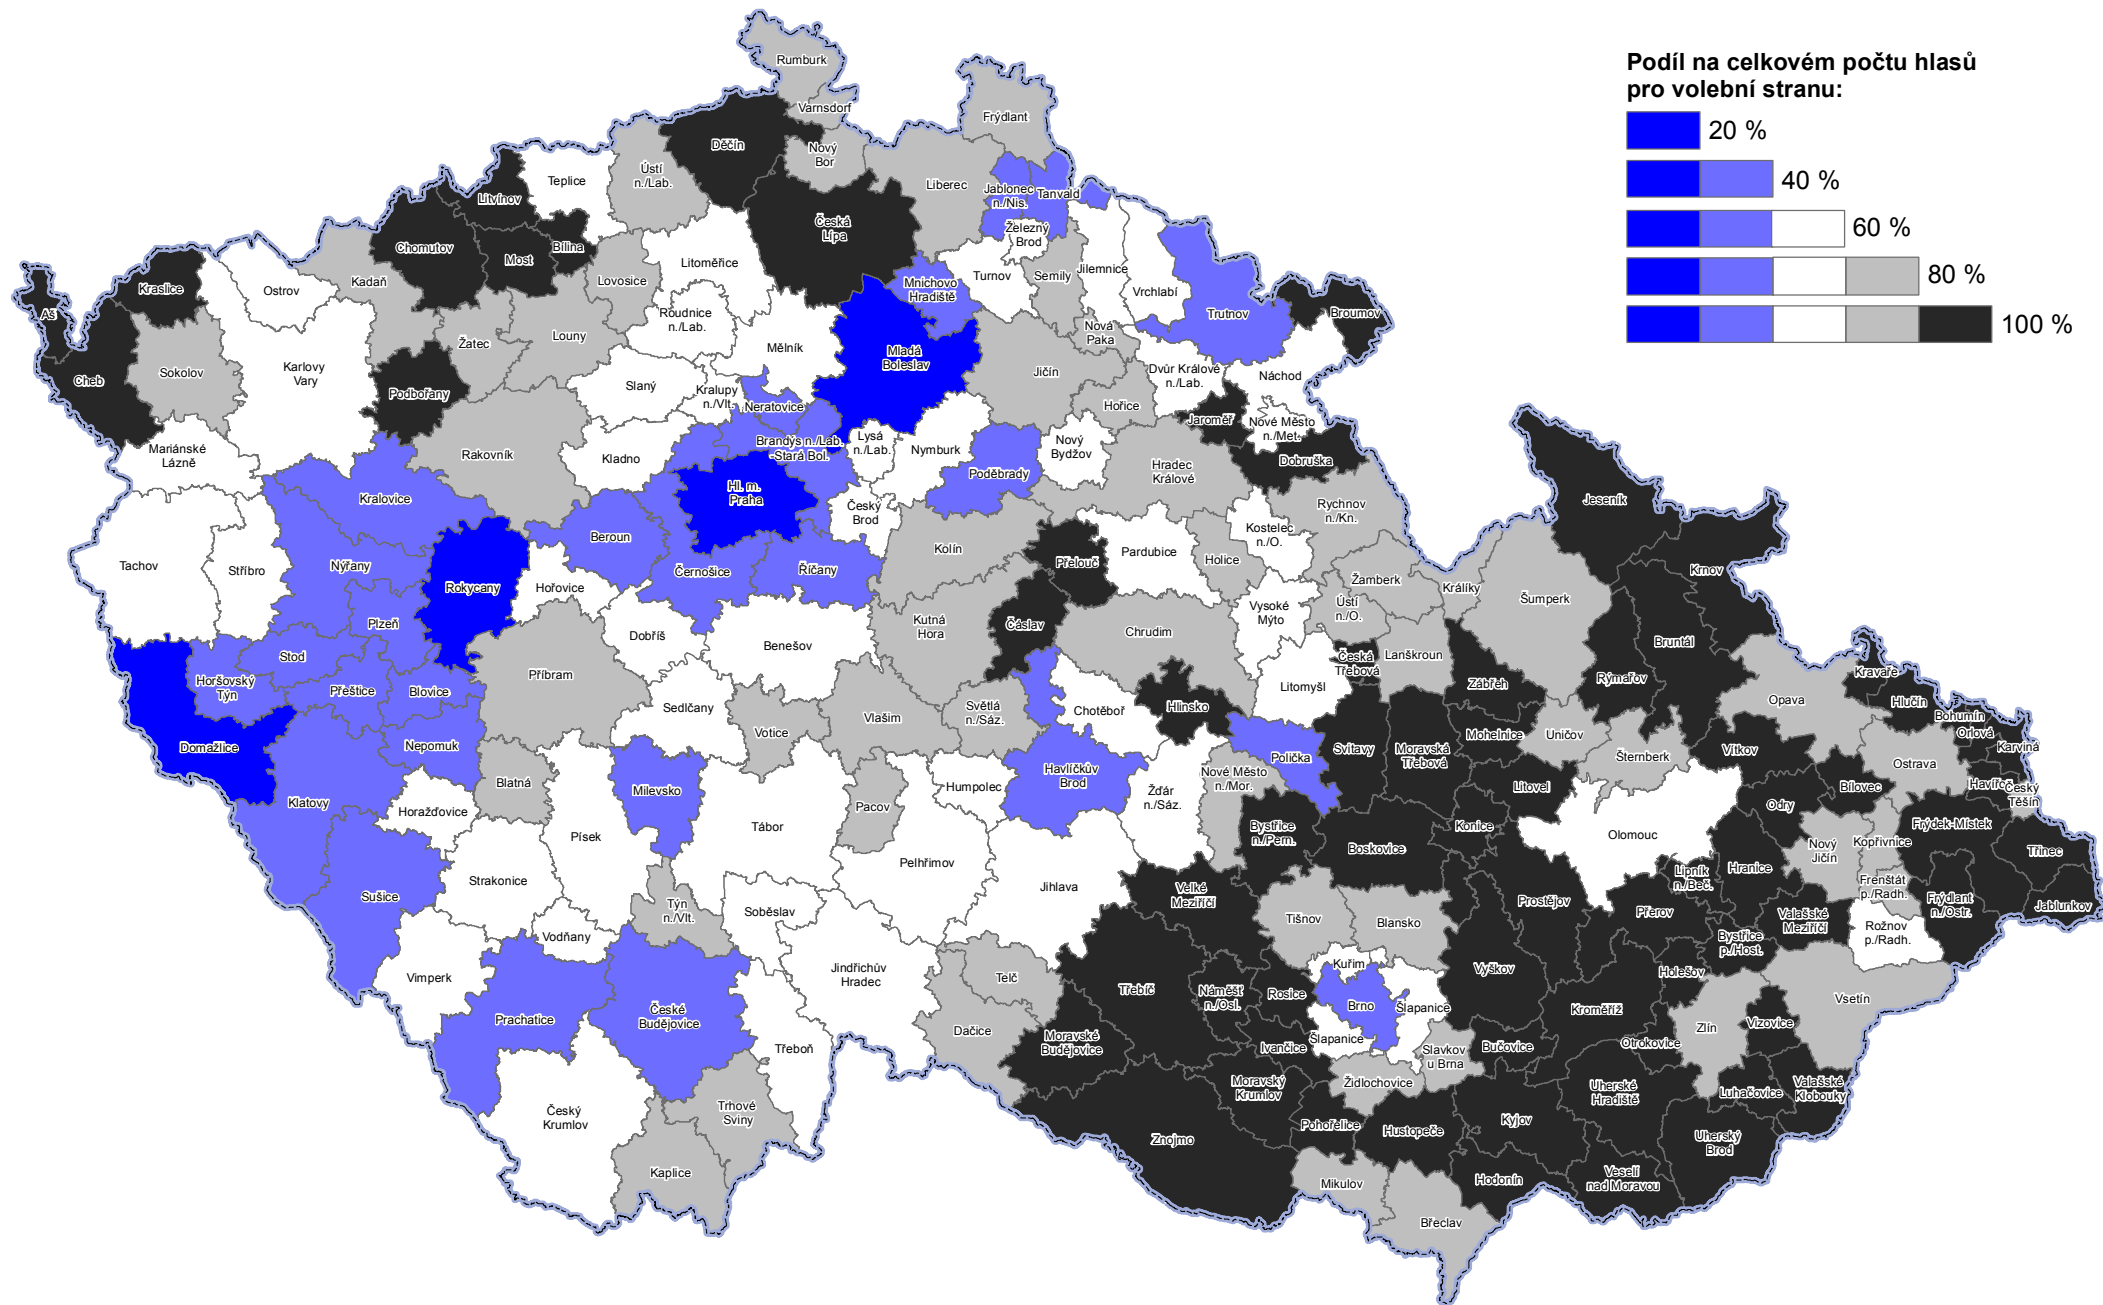 Podíl na celkovém počtu hlasů
pro volební stranu:
20 %
40 %
60 %
80 %
100 %
Rumburk
Varnsdorf
Frýdlant
Děčín
Nový
Bor
Ústí
n./Lab.
Teplice
Liberec
Jablonec
n./Nis.
Tanvald
Litvínov
Česká
Lípa
Železný
Brod
Chomutov
Most
Bílina
Litoměřice
Lovosice
Kadaň
Ostrov
Kraslice
Aš
Turnov
Semily
Jilemnice
Vrchlabí
Mnichovo
Hradiště
Trutnov
Broumov
Roudnice
n./Lab.
Louny
Žatec
Mělník
Mladá
Boleslav
Nová
Paka
Cheb
Sokolov
Karlovy
Vary
Podbořany
Slaný
Kralupy
n./Vlt.
Neratovice
Jičín
Hořice
Dvůr Králové
n./Lab.
Náchod
Jaroměř
Nové Město
n./Met.
Mariánské
Lázně
Rakovník
Kladno
Brandýs n./Lab.
-Stará Bol.
Lysá
n./Lab.
Nymburk
Poděbrady
Nový
Bydžov
Hradec
Králové
Dobruška
Kralovice
Hl. m.
Praha
Český
Brod
Rychnov
n./Kn.
Kostelec
n./O.
Jeseník
Tachov
Stříbro
Nýřany
Rokycany
Beroun
Hořovice
Černošice
Říčany
Kolín
Přelouč
Pardubice
Holice
Žamberk
Králíky
Šumperk
Krnov
Plzeň
Dobříš
Benešov
Kutná
Hora
Čáslav
Chrudim
Vysoké
Mýto
Ústí
n./O.
Lanškroun
Česká
Třebová
Bruntál
Rýmařov
Stod
Horšovský
Týn
Přeštice
Blovice
Příbram
Sedlčany
Votice
Vlašim
Světlá
n./Sáz.
Chotěboř
Hlinsko
Litomyšl
Zábřeh
Opava
Kravaře
Hlučín
Bohumín
Orlová
Karviná
Domažlice
Nepomuk
Klatovy
Blatná
Milevsko
Havlíčkův
Brod
Humpolec
Žďár
n./Sáz.
Nové Město
n./Mor.
Polička
Svitavy
Moravská
Třebová
Mohelnice
Uničov
Šternberk
Vítkov
Ostrava
Český
Těšín
Horažďovice
Písek
Tábor
Pacov
Pelhřimov
Bystřice
n./Pern.
Boskovice
Konice
Litovel
Olomouc
Odry
Bílovec
Nový
Jičín
Kopřivnice
Frýdek-Místek
Třinec
Sušice
Strakonice
Týn
n./Vlt.
Soběslav
Jihlava
Velké
Meziříčí
Tišnov
Blansko
Prostějov
Přerov
Lipník
n./Beč.
Hranice
Frenštát
p./Radh.
Frýdlant
n./Ostr.
Jablunkov
Vodňany
Vimperk
Jindřichův
Hradec
Telč
Třebíč
Náměšť
n./Osl.
Rosice
Kuřim
Brno
Šlapanice
Šlapanice
Vyškov
Holešov
Bystřice
p./Host.
Valašské
Meziříčí
Rožnov
p./Radh.
Vsetín
Prachatice
České
Budějovice
Třeboň
Dačice
Moravské
Budějovice
Ivančice
Slavkov
u Brna
Bučovice
Kroměříž
Otrokovice
Zlín
Vizovice
Český
Krumlov
Trhové
Sviny
Kaplice
Znojmo
Moravský
Krumlov
Pohořelice
Židlochovice
Hustopeče
Kyjov
Uherské
Hradiště
Luhačovice
Valašské
Klobouky
Uherský
Brod
Mikulov
Břeclav
Hodonín
Veselí
nad Moravou